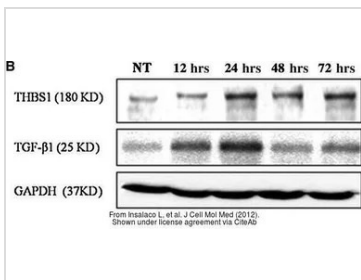 B
NT 12 hrs 24 hrs 48 hrs 72 hrs
THBS1 (180 KD)
TGF-β1 (25 KD)
GAPDH (37KD)
From Insalaco L, et al. J Cell Mol Med (2012).
Shown under license agreement via CiteAb